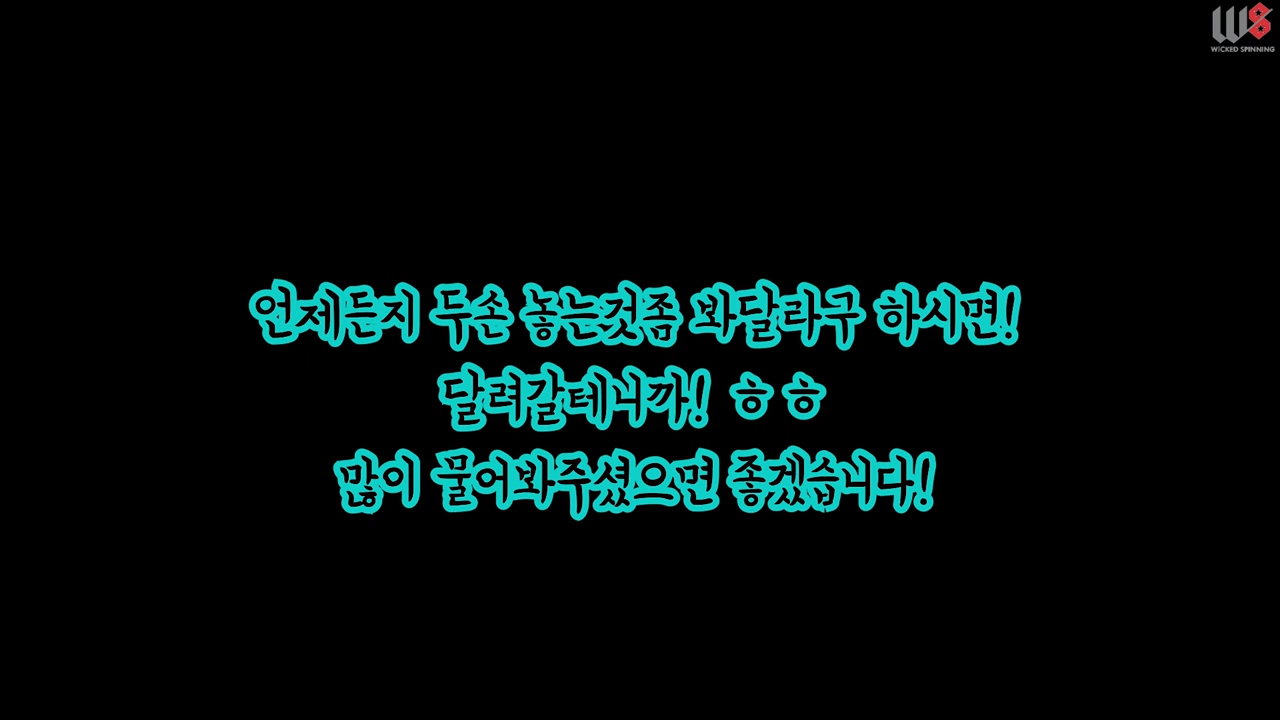 WS
WICKED SPINNING
언제든지 두손 놓는것좀 봐달라구 하시면!
달려갈테니까! ㅎㅎ
많이 물어봐주셨으면 좋겠습니다!